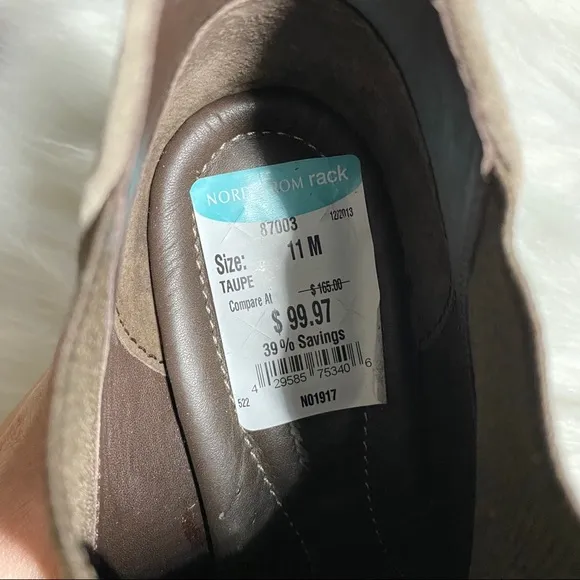 NORDSTROM rack
87003 12/2013
Size: 11 M
TAUPE
Compare At $ 165.00
$ 99.97
39% Savings
4 29585 75340 6
522 N01917